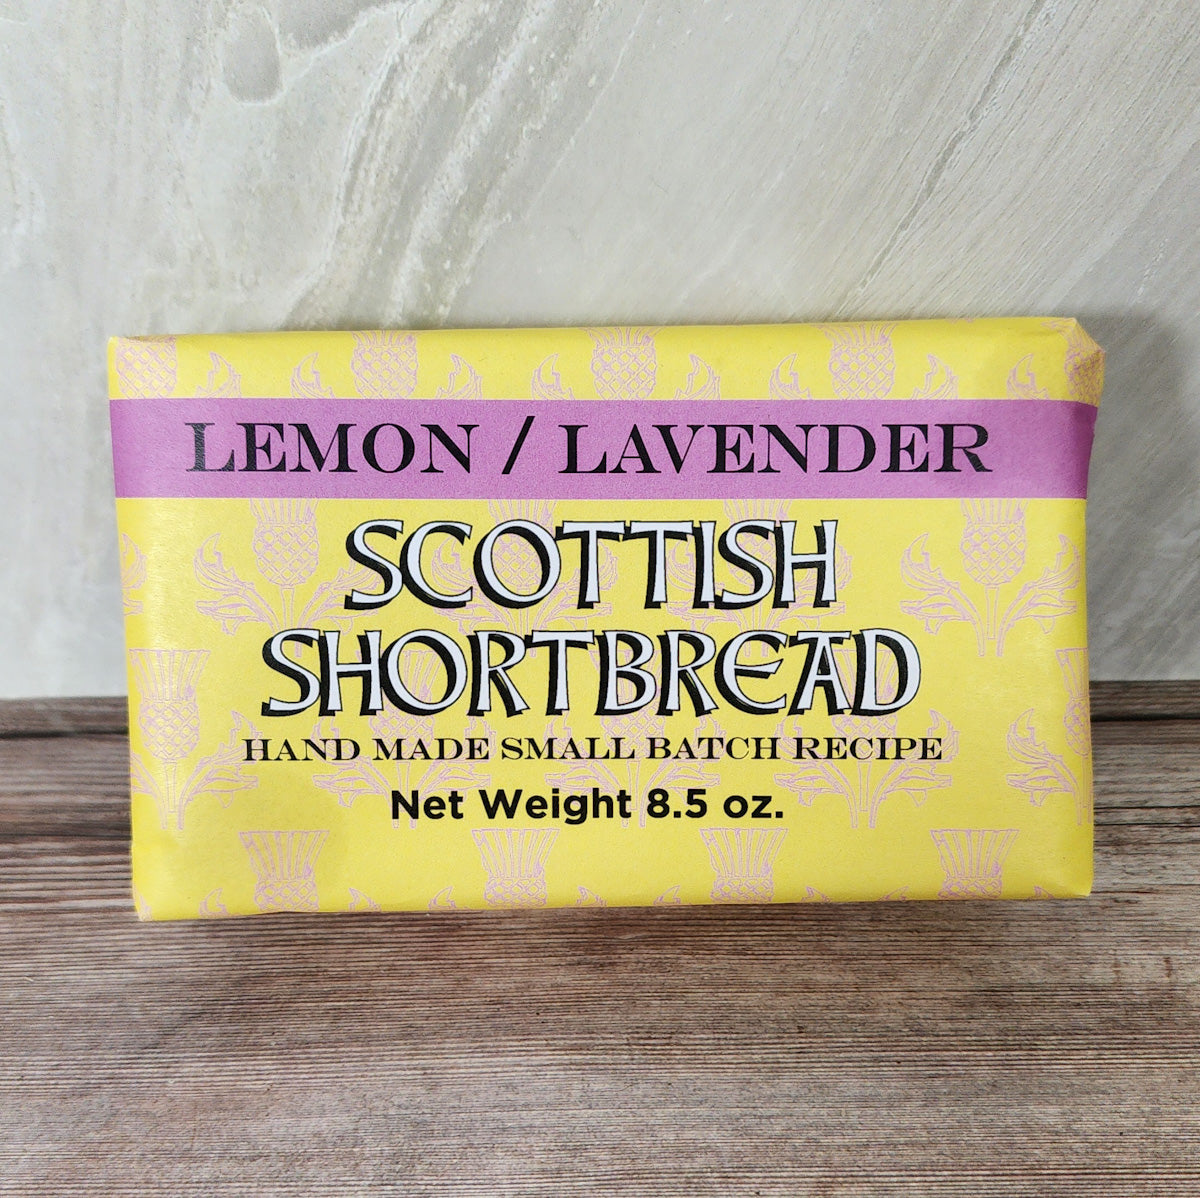 LEMON / LAVENDER
SCOTTISH
SHORTBREAD
HAND MADE SMALL BATCH RECIPE
Net Weight 8.5 oz.